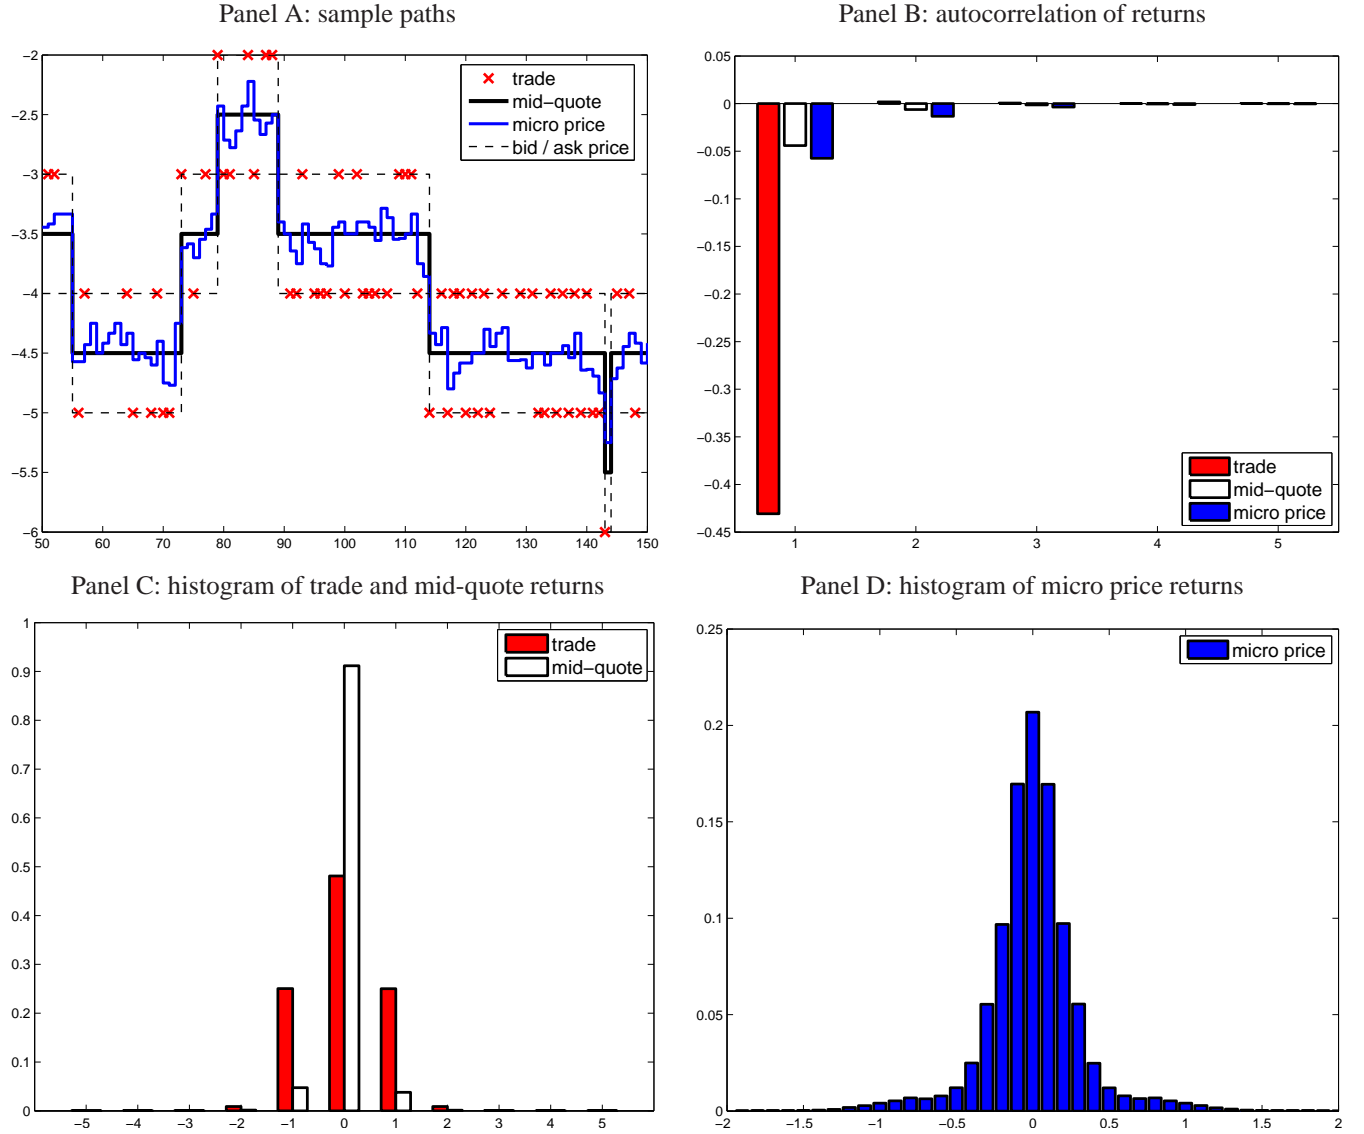 Panel A: sample paths
−2
−2.5
−3
−3.5
−4
−4.5
−5
−5.5
−6
50 60 70 80 90 100 110 120 130 140 150
trade
mid−quote
micro price
bid / ask price
Panel B: autocorrelation of returns
0.05
0
−0.05
−0.1
−0.15
−0.2
−0.25
−0.3
−0.35
−0.4
−0.45
1 2 3 4 5
trade
mid−quote
micro price
Panel C: histogram of trade and mid-quote returns
1
0.9
0.8
0.7
0.6
0.5
0.4
0.3
0.2
0.1
0
−5 −4 −3 −2 −1 0 1 2 3 4 5
trade
mid−quote
Panel D: histogram of micro price returns
0.25
0.2
0.15
0.1
0.05
0
−2 −1.5 −1 −0.5 0 0.5 1 1.5 2
micro price